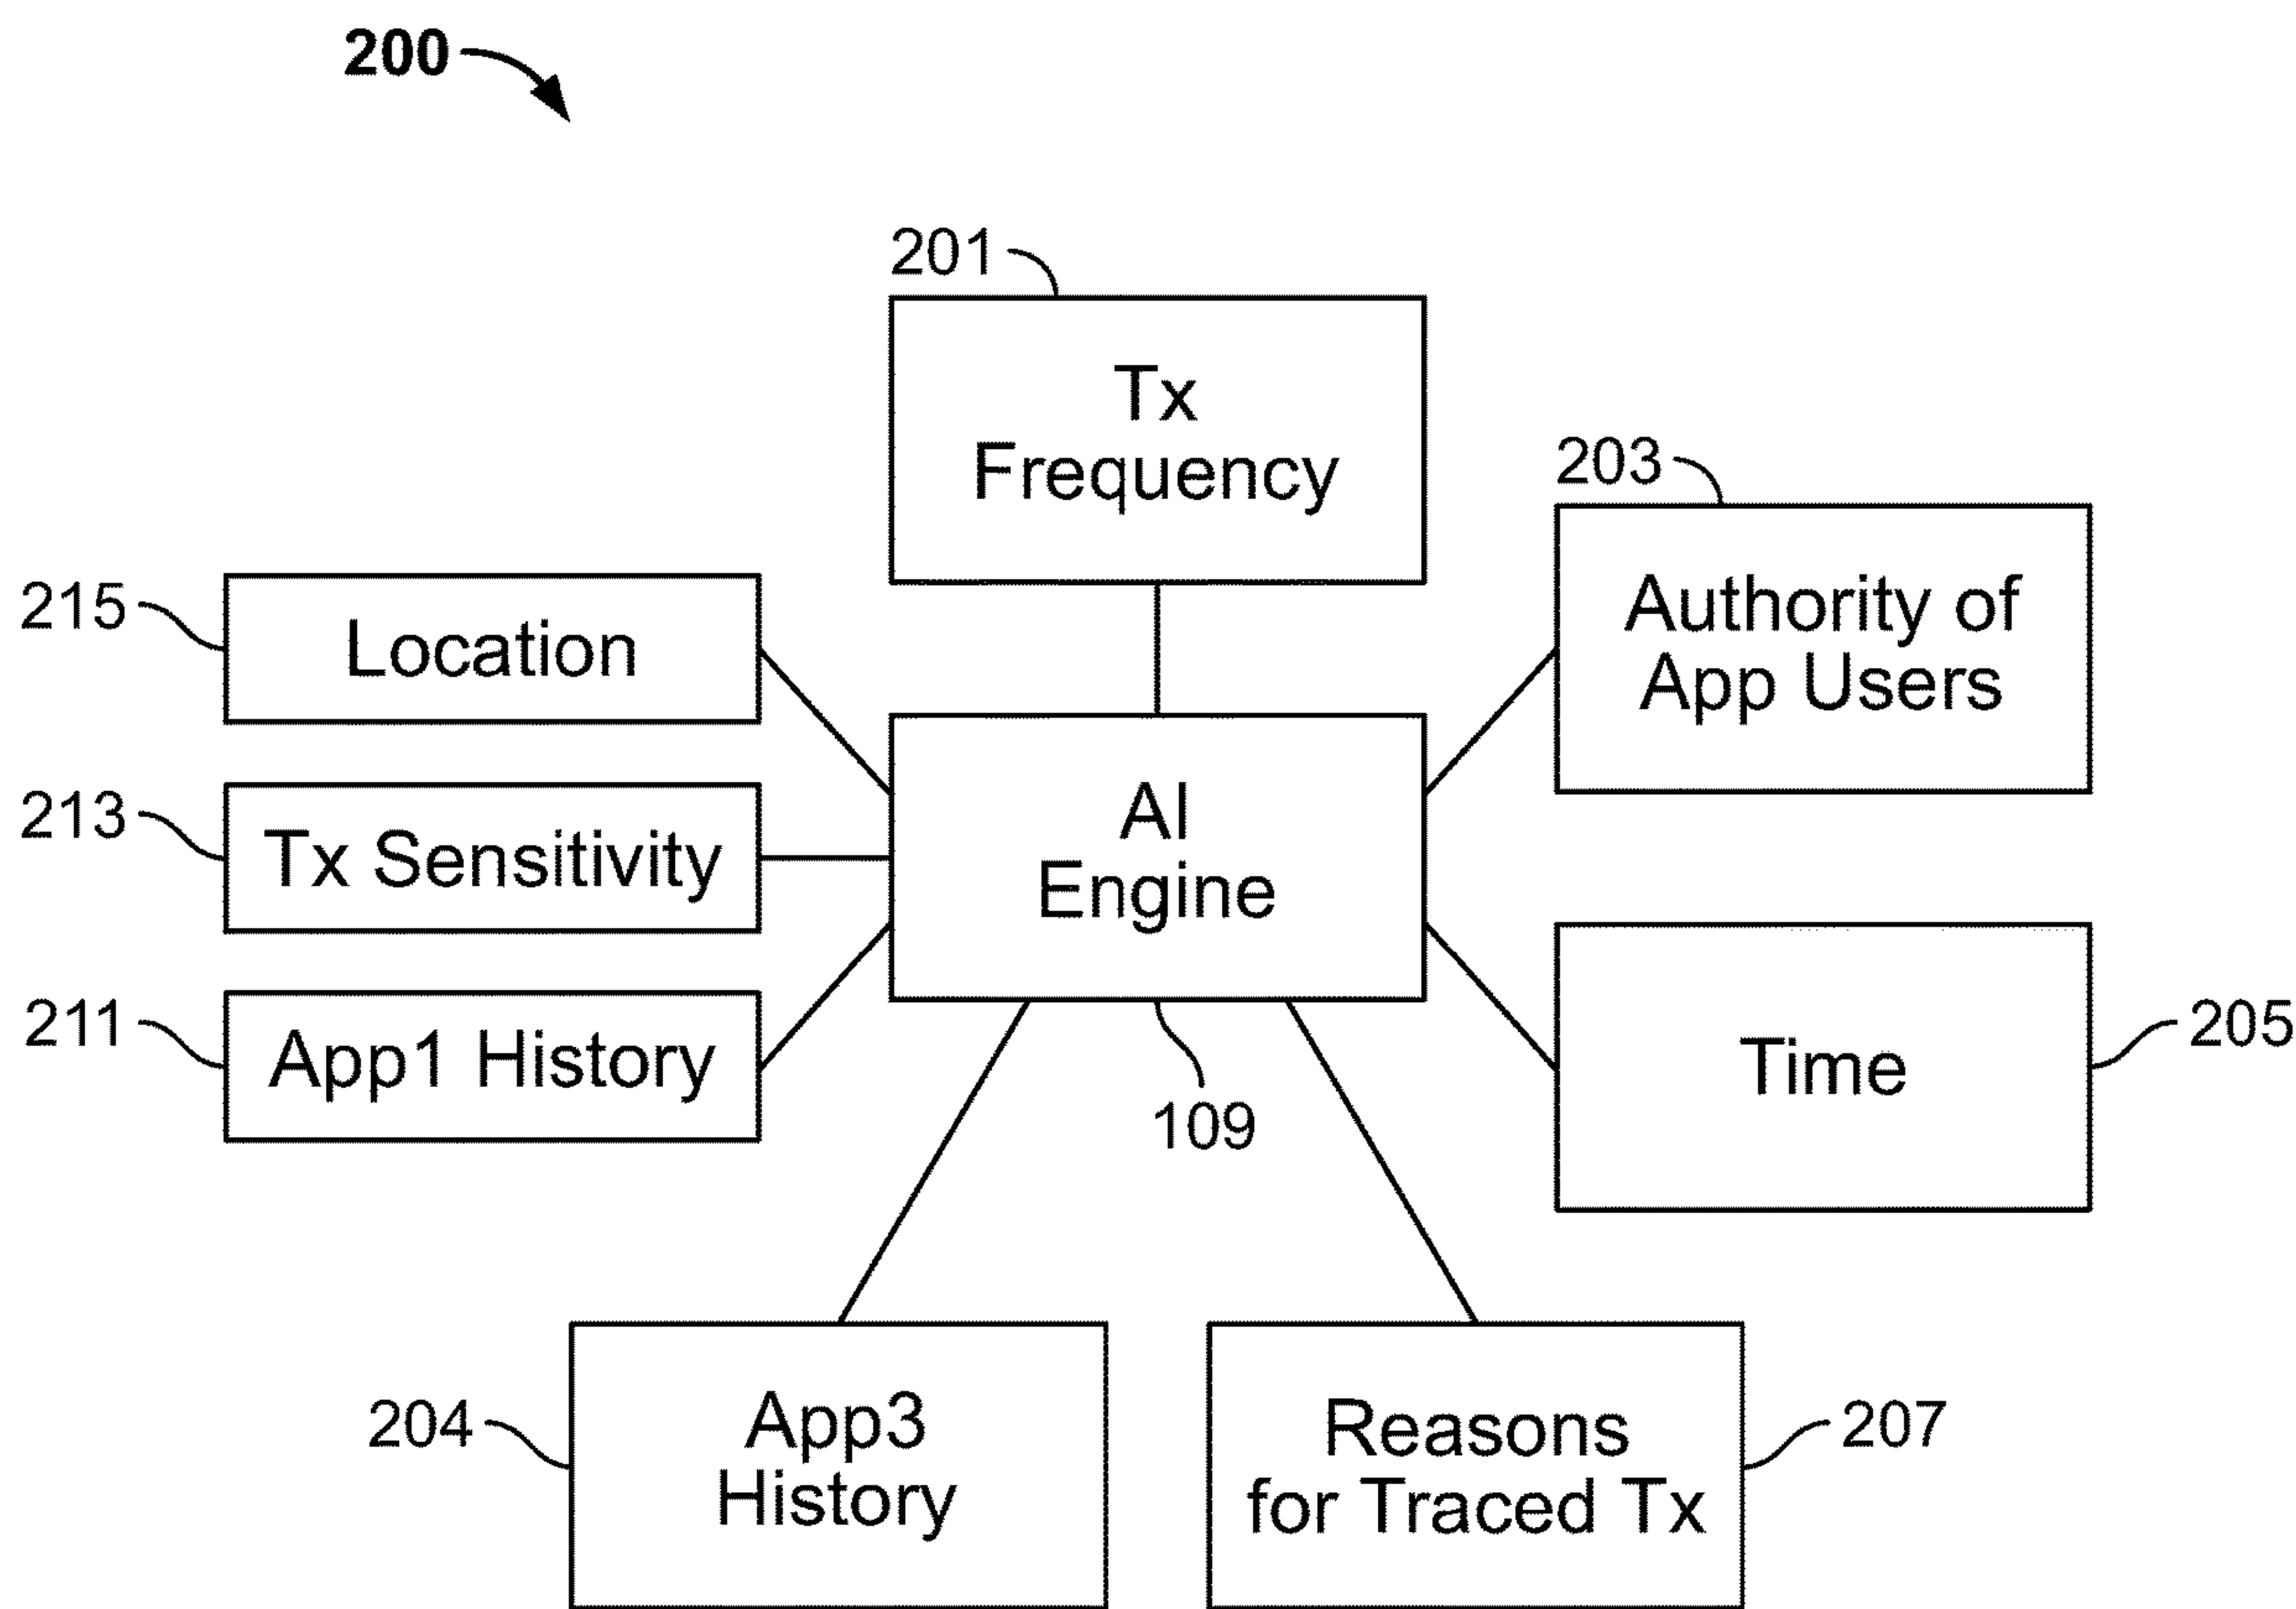 200
201
Tx
Frequency
203
Authority of
App Users
215
Location
213
Tx Sensitivity
AI
Engine
211
App1 History
109
Time
205
204
App3
History
Reasons
for Traced Tx
207